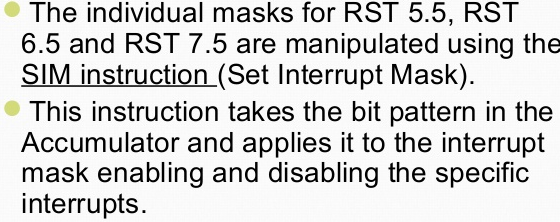 The individual masks for RST 5.5, RST
6.5 and RST 7.5 are manipulated using the
SIM instruction (Set Interrupt Mask).
This instruction takes the bit pattern in the
Accumulator and applies it to the interrupt
mask enabling and disabling the specific
interrupts.